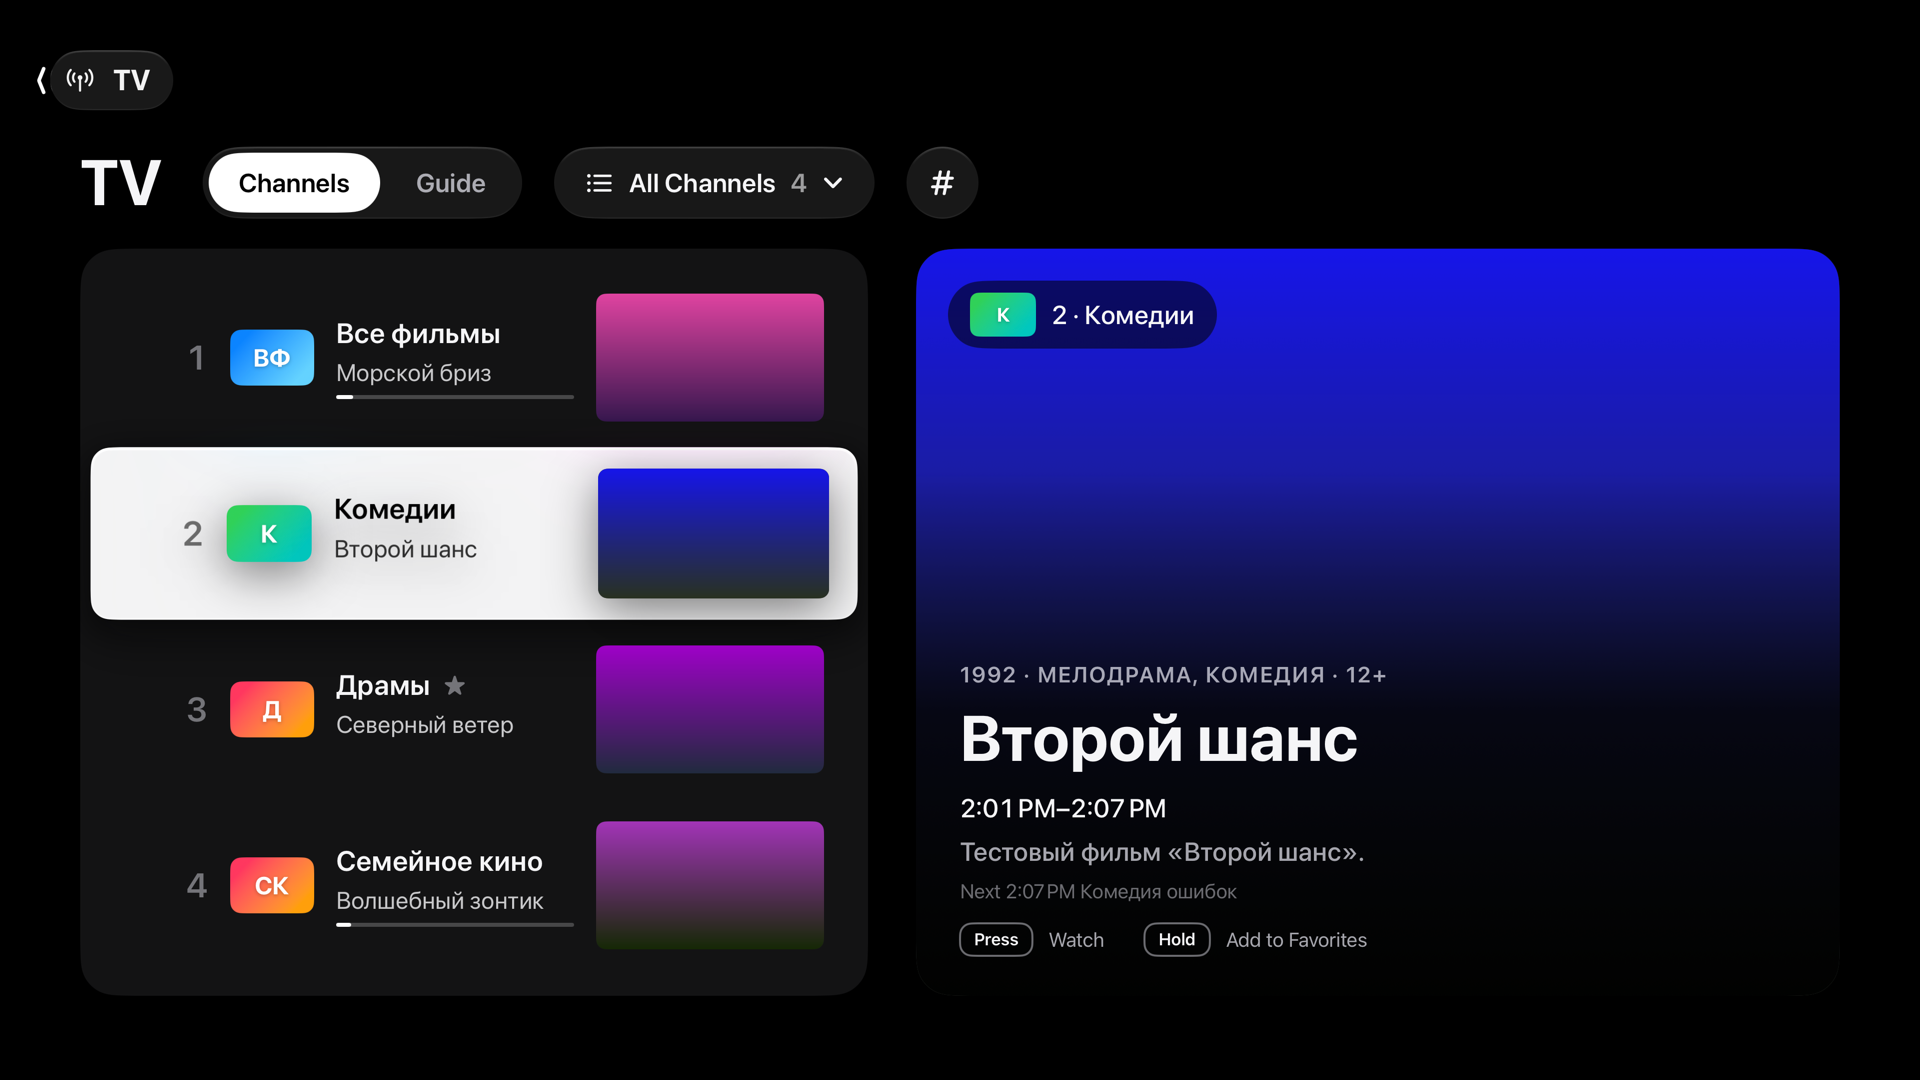 TV
TV
Channels
Guide
All Channels 4
#
1
ВФ
Все фильмы
Морской бриз
2
К
Комедии
Второй шанс
3
Д
Драмы
Северный ветер
4
СК
Семейное кино
Волшебный зонтик
К
2 · Комедии
1992 · МЕЛОДРАМА, КОМЕДИЯ · 12+
Второй шанс
2:01 PM–2:07 PM
Тестовый фильм «Второй шанс».
Next 2:07 PM Комедия ошибок
Press Watch Hold Add to Favorites